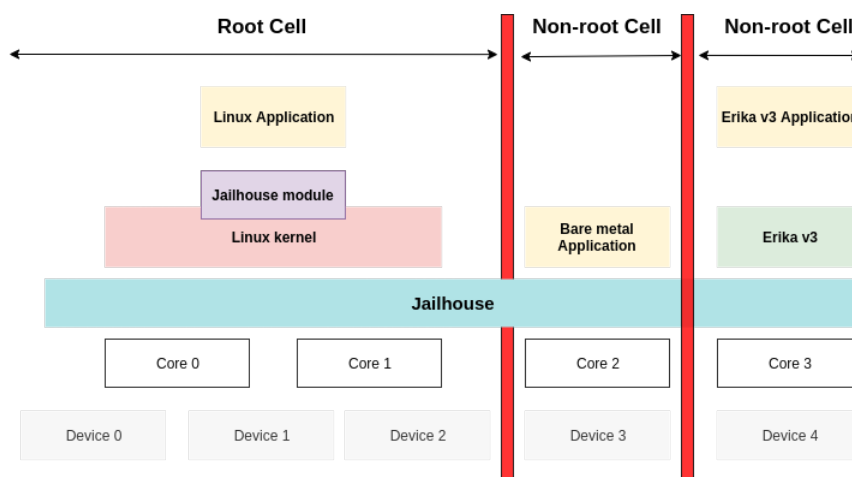 Root Cell
Non-root Cell
Non-root Cell
Linux Application
Erika v3 Application
Jailhouse module
Linux kernel
Bare metal
Application
Erika v3
Jailhouse
Core 0
Core 1
Core 2
Core 3
Device 0
Device 1
Device 2
Device 3
Device 4